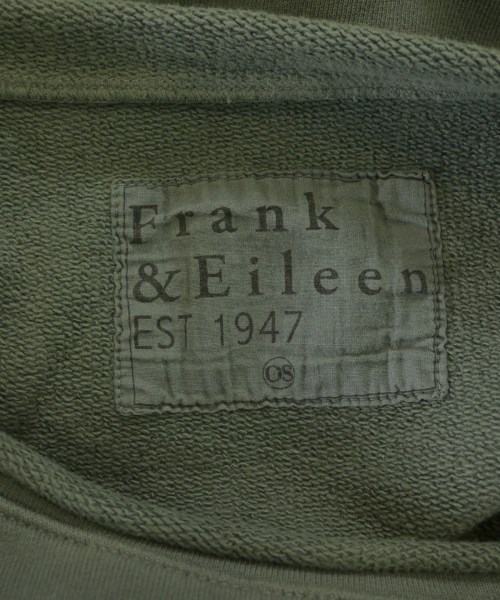 Frank
& Eileen
EST 1947
OS